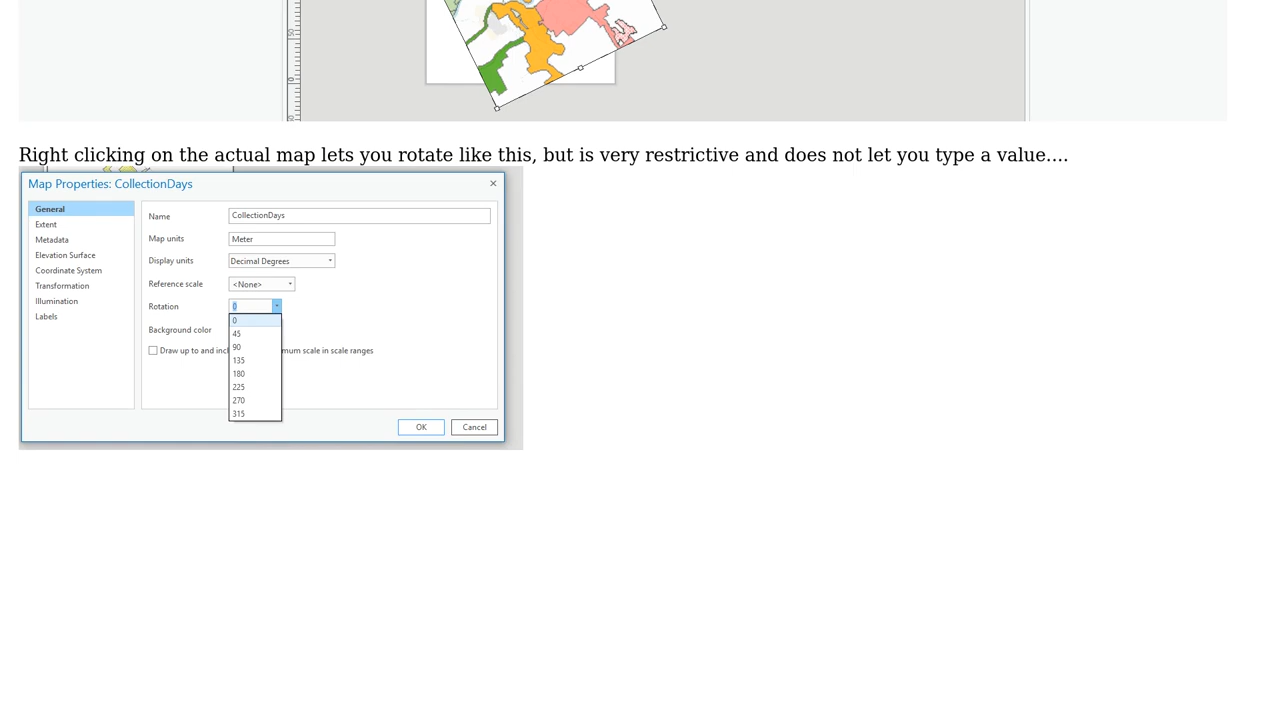 50
0
Right clicking on the actual map lets you rotate like this, but is very restrictive and does not let you type a value....
Map Properties: CollectionDays
General
Extent
Metadata
Elevation Surface
Coordinate System
Transformation
Illumination
Labels
Name CollectionDays
Map units Meter
Display units Decimal Degrees
Reference scale <None>
Rotation 0
0
Background color
45
90
Draw up to and incl mum scale in scale ranges
135
180
225
270
315
OK Cancel